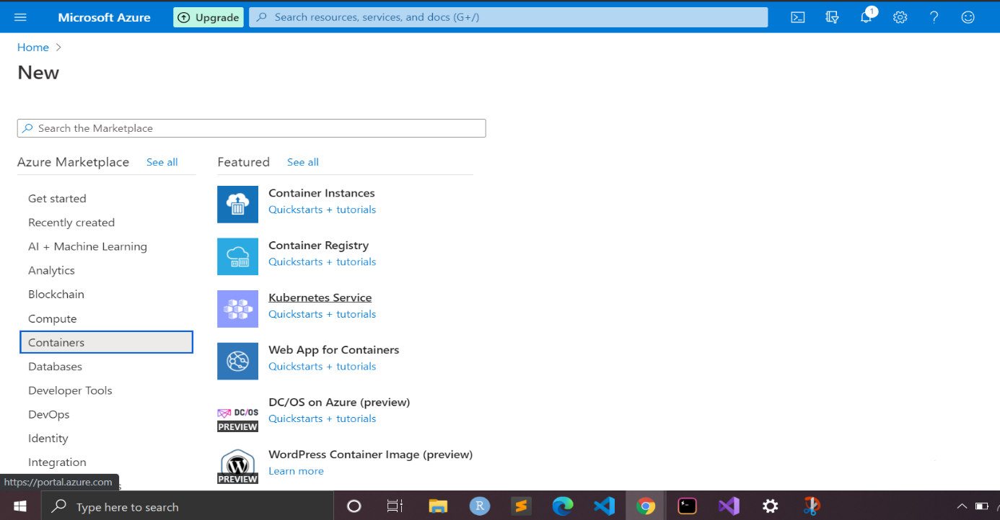 Microsoft Azure
Upgrade
Search resources, services, and docs (G+/)
1
Home >
New
Search the Marketplace
Azure Marketplace See all
Get started
Recently created
AI + Machine Learning
Analytics
Blockchain
Compute
Containers
Databases
Developer Tools
DevOps
Identity
Integration
Featured See all
Container Instances
Quickstarts + tutorials
Container Registry
Quickstarts + tutorials
Kubernetes Service
Quickstarts + tutorials
Web App for Containers
Quickstarts + tutorials
DC/OS
PREVIEW
DC/OS on Azure (preview)
Quickstarts + tutorials
PREVIEW
WordPress Container Image (preview)
Learn more
https://portal.azure.com
Type here to search
R